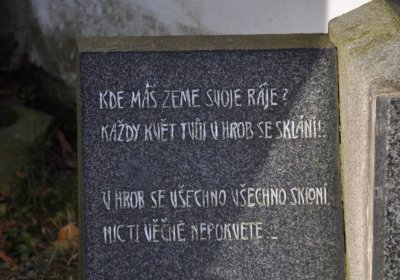 KDE MÁŠ ZEME SVOJE RÁJE?
KAŽDÝ KVĚT TVŮJ U HROB SE SKLÁNÍ!
U HROB SE VŠECHNO VŠECHNO SKLONÍ
NIC TI VĚČNĚ NEPOKVETE...